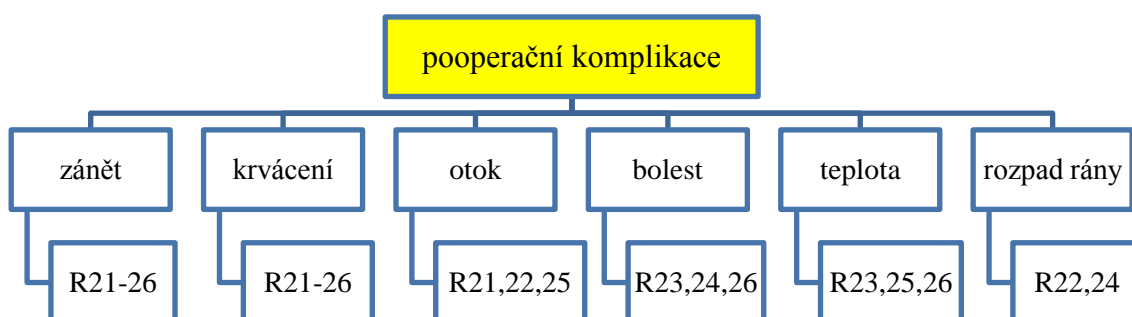 pooperační komplikace
zánět
krvácení
otok
bolest
teplota
rozpad rány
R21-26
R21-26
R21,22,25
R23,24,26
R23,25,26
R22,24